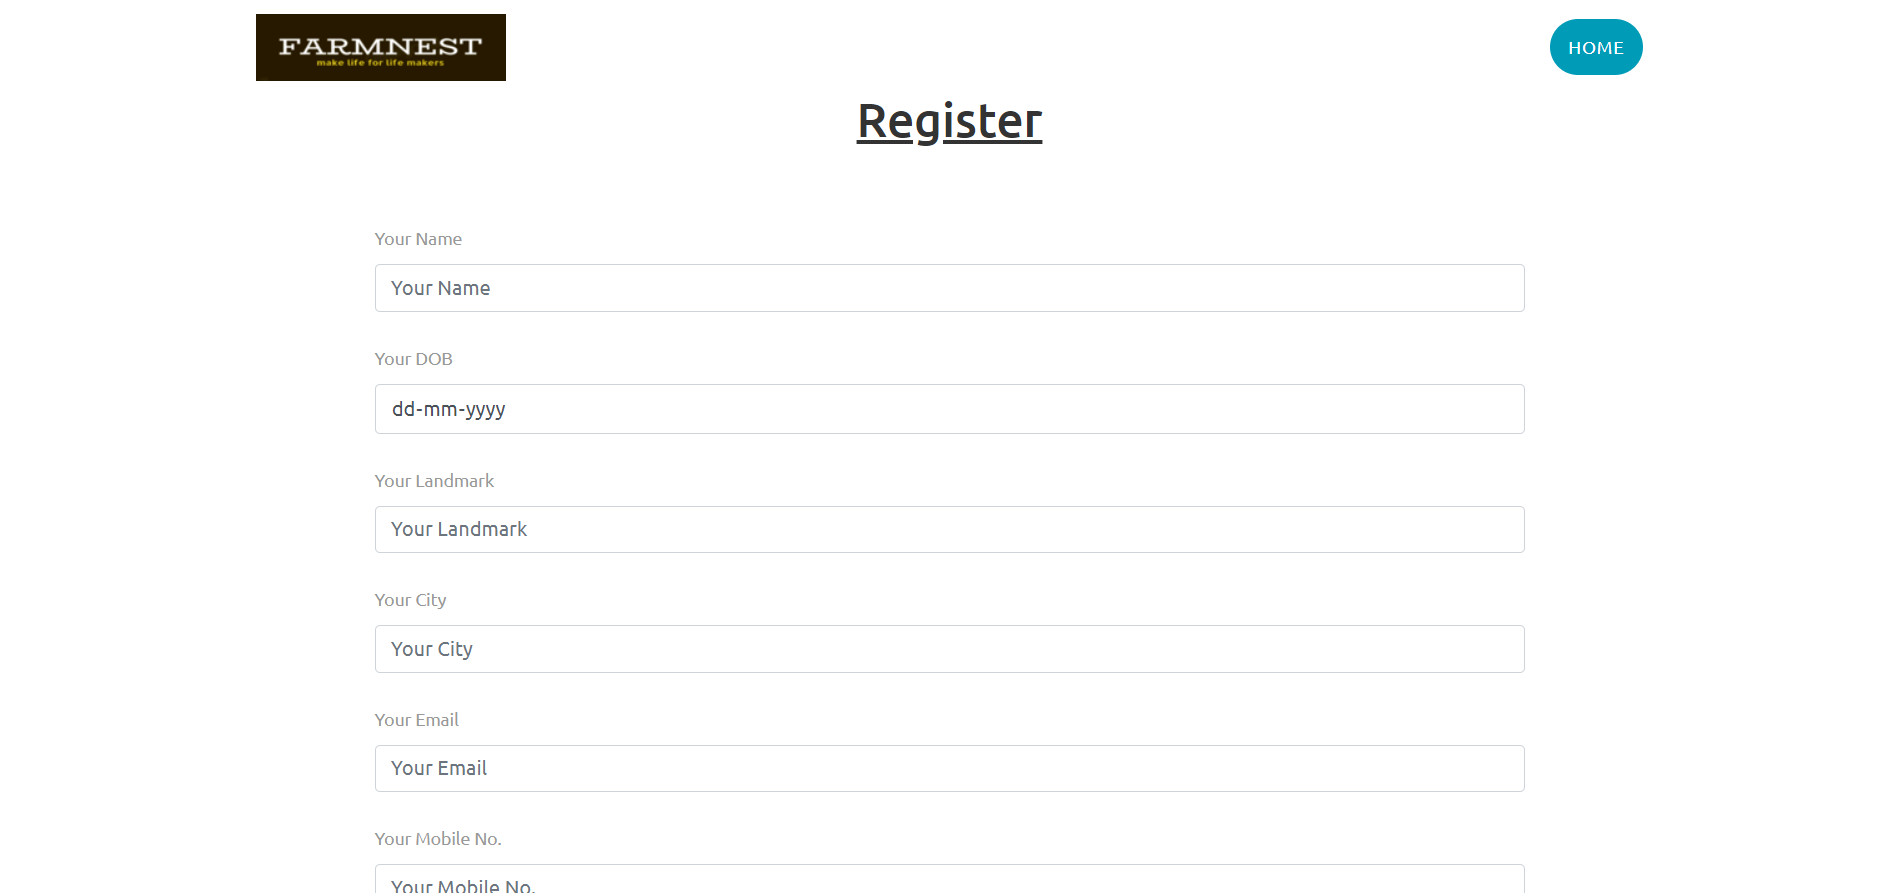 FARMNEST
make life for life makers
HOME
Register
Your Name
Your Name
Your DOB
dd-mm-yyyy
Your Landmark
Your Landmark
Your City
Your City
Your Email
Your Email
Your Mobile No.
Your Mobile No.